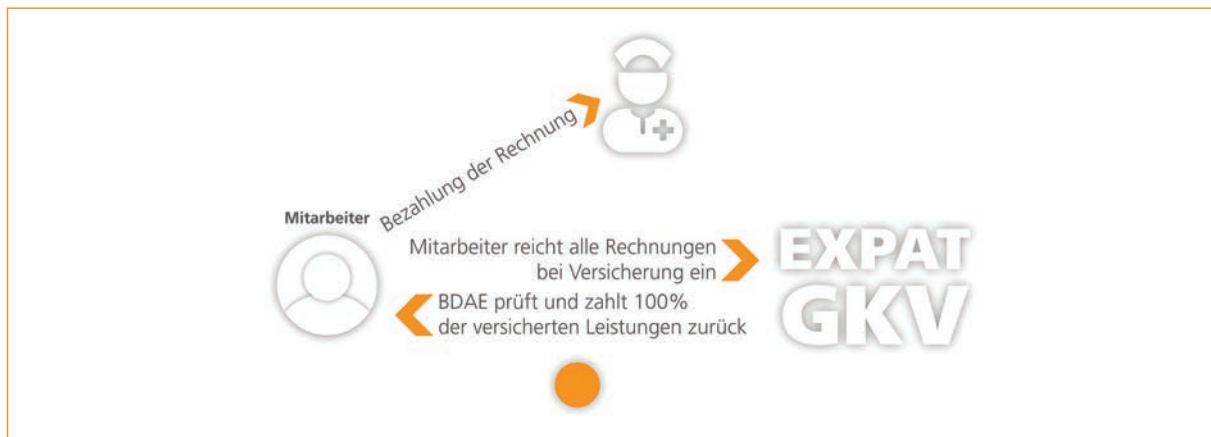 Bezahlung der Rechnung
Mitarbeiter
Mitarbeiter reicht alle Rechnungen
bei Versicherung ein
BDAE prüft und zahlt 100%
der versicherten Leistungen zurück
EXPAT
GKV